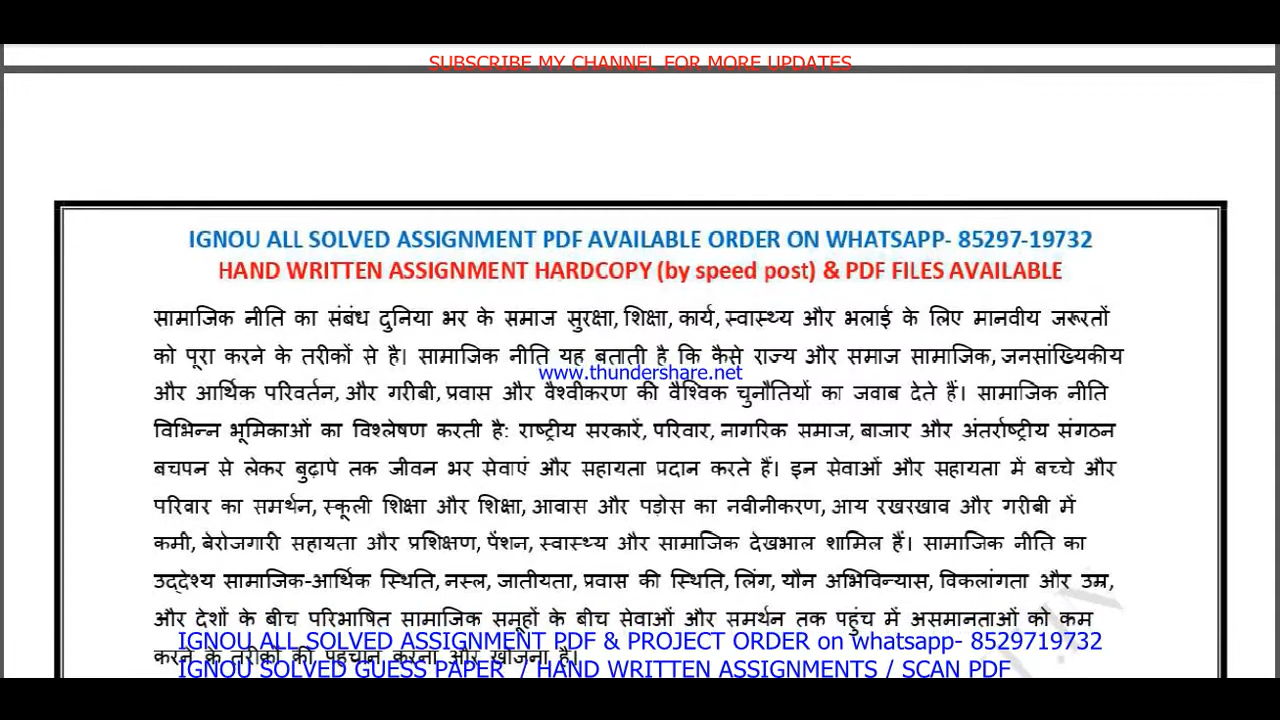 SUBSCRIBE MY CHANNEL FOR MORE UPDATES
IGNOU ALL SOLVED ASSIGNMENT PDF AVAILABLE ORDER ON WHATSAPP- 85297-19732
HAND WRITTEN ASSIGNMENT HARDCOPY (by speed post) & PDF FILES AVAILABLE
सामाजिक नीति का संबंध दुनिया भर के समाज सुरक्षा, शिक्षा, कार्य, स्वास्थ्य और भलाई के लिए मानवीय जरूरतों
को पूरा करने के तरीकों से है। सामाजिक नीति यह बताती है कि कैसे राज्य और समाज सामाजिक, जनसांख्यिकीय
www.thundershare.net
और आर्थिक परिवर्तन, और गरीबी, प्रवास और वैश्वीकरण की वैश्विक चुनौतियों का जवाब देते हैं। सामाजिक नीति
विभिन्न भूमिकाओं का विश्लेषण करती है: राष्ट्रीय सरकारें, परिवार, नागरिक समाज, बाजार और अंतर्राष्ट्रीय संगठन
बचपन से लेकर बुढ़ापे तक जीवन भर सेवाएं और सहायता प्रदान करते हैं। इन सेवाओं और सहायता में बच्चे और
परिवार का समर्थन, स्कूली शिक्षा और शिक्षा, आवास और पड़ोस का नवीनीकरण, आय रखरखाव और गरीबी में
कमी, बेरोजगारी सहायता और प्रशिक्षण, पेंशन, स्वास्थ्य और सामाजिक देखभाल शामिल हैं। सामाजिक नीति का
उद्देश्य सामाजिक-आर्थिक स्थिति, नस्ल, जातीयता, प्रवास की स्थिति, लिंग, यौन अभिविन्यास, विकलांगता और उम्र,
और देशों के बीच परिभाषित सामाजिक समूहों के बीच सेवाओं और समर्थन तक पहुंच में असमानताओं को कम
IGNOU ALL SOLVED ASSIGNMENT PDF & PROJECT ORDER on whatsapp- 8529719732
करने के तरीकों की पहचान करना और खोजना है।
IGNOU SOLVED GUESS PAPER / HAND WRITTEN ASSIGNMENTS / SCAN PDF